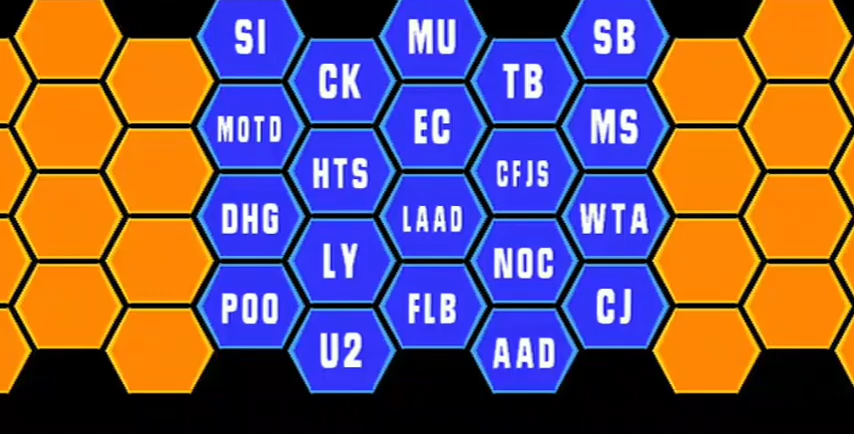 SI
MU
SB
CK
TB
MOTD
EC
MS
HTS
CFJS
DHG
LAAD
WTA
LY
NOC
POO
FLB
CJ
U2
AAD